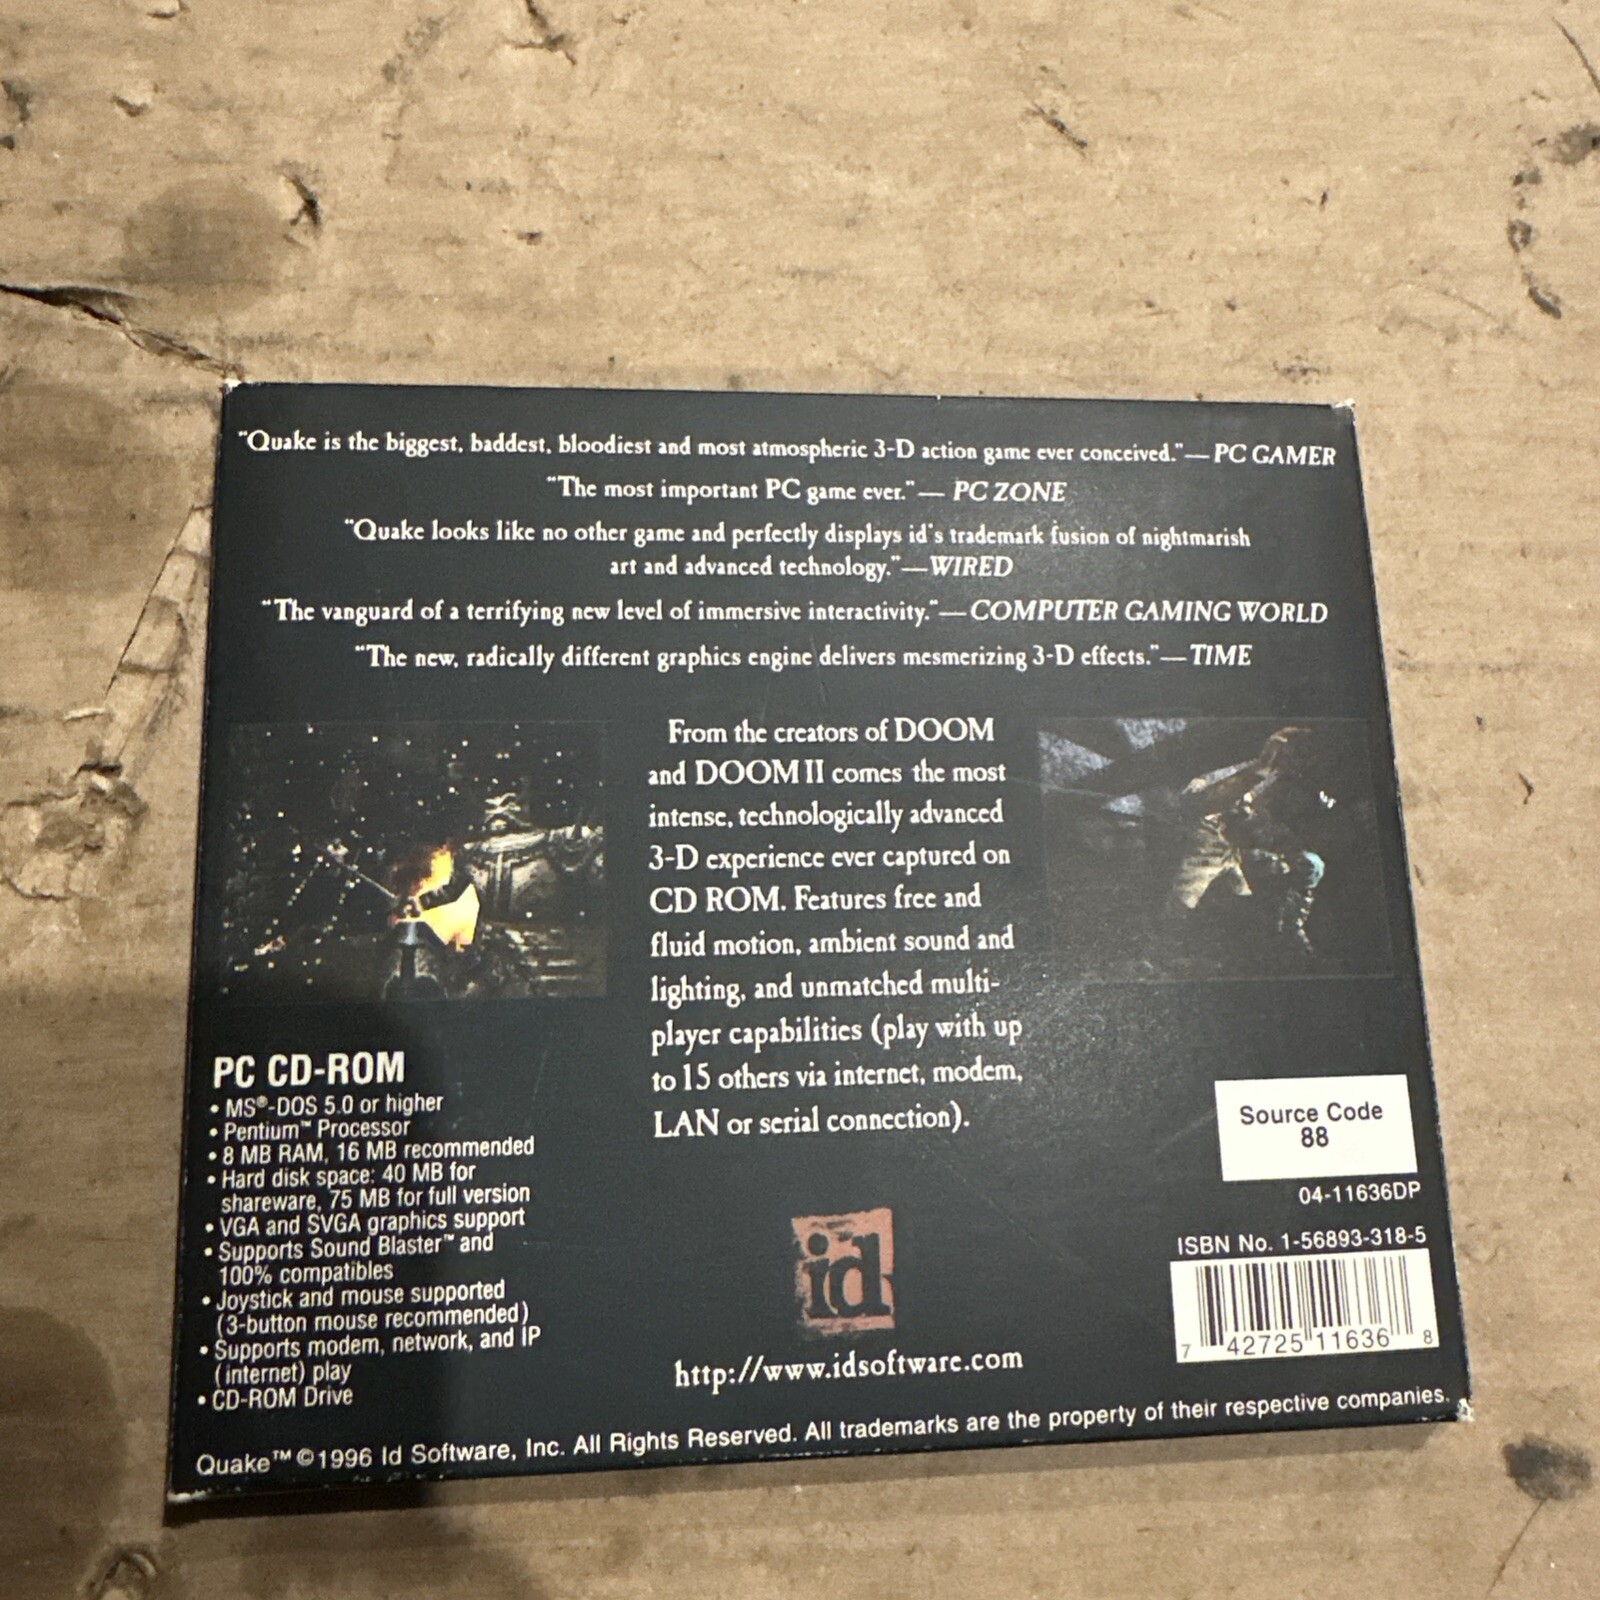 "Quake is the biggest, baddest, bloodiest and most atmospheric 3-D action game ever conceived."—PC GAMER
"The most important PC game ever."— PC ZONE
"Quake looks like no other game and perfectly displays id's trademark fusion of nightmarish
art and advanced technology."—WIRED
"The vanguard of a terrifying new level of immersive interactivity."—COMPUTER GAMING WORLD
"The new, radically different graphics engine delivers mesmerizing 3-D effects."—TIME
From the creators of DOOM
and DOOM II comes the most
intense, technologically advanced
3-D experience ever captured on
CD ROM. Features free and
fluid motion, ambient sound and
lighting, and unmatched multi-
player capabilities (play with up
to 15 others via internet, modem,
LAN or serial connection).
PC CD-ROM
• MS®-DOS 5.0 or higher
• Pentium™ Processor
• 8 MB RAM, 16 MB recommended
• Hard disk space: 40 MB for
shareware, 75 MB for full version
• VGA and SVGA graphics support
• Supports Sound Blaster™ and
100% compatibles
• Joystick and mouse supported
(3-button mouse recommended)
• Supports modem, network, and IP
(internet) play
• CD-ROM Drive
id
http://www.idsoftware.com
Source Code
88
04-11636DP
ISBN No. 1-56893-318-5
7 42725 11636 8
Quake™ ©1996 Id Software, Inc. All Rights Reserved. All trademarks are the property of their respective companies.